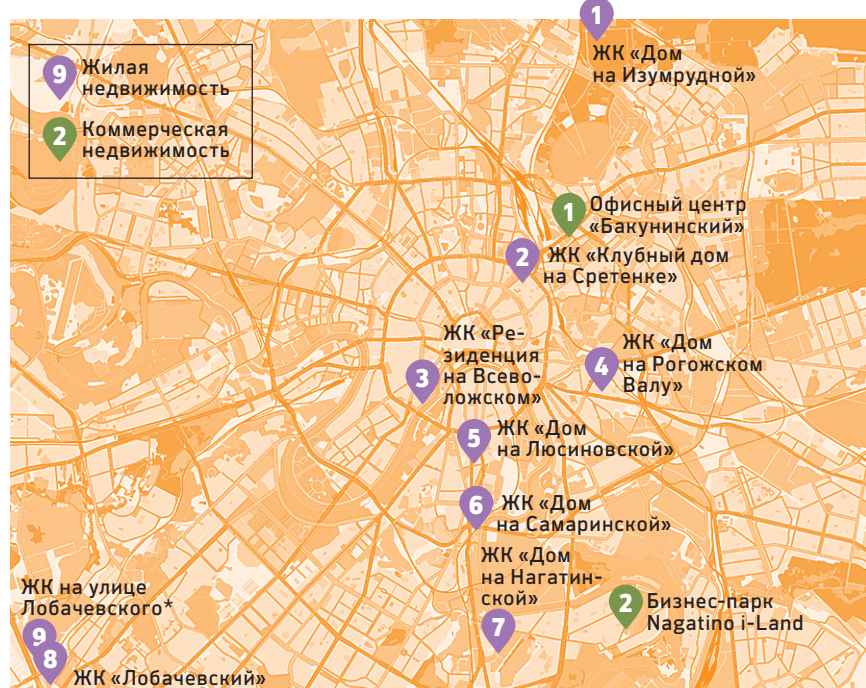 1
ЖК «Дом
на Изумрудной»
9 Жилая
недвижимость
2 Коммерческая
недвижимость
1 Офисный центр
«Бакунинский»
2 ЖК «Клубный дом
на Сретенке»
3 ЖК «Ре-
зиденция
на Всево-
ложском»
4 ЖК «Дом
на Рогожском
Валу»
5 ЖК «Дом
на Люсиновской»
6 ЖК «Дом
на Самаринской»
7 ЖК «Дом
на Нагатин-
ской»
2 Бизнес-парк
Nagatino i-Land
ЖК на улице
Лобачевского*
9
8
ЖК «Лобачевский»